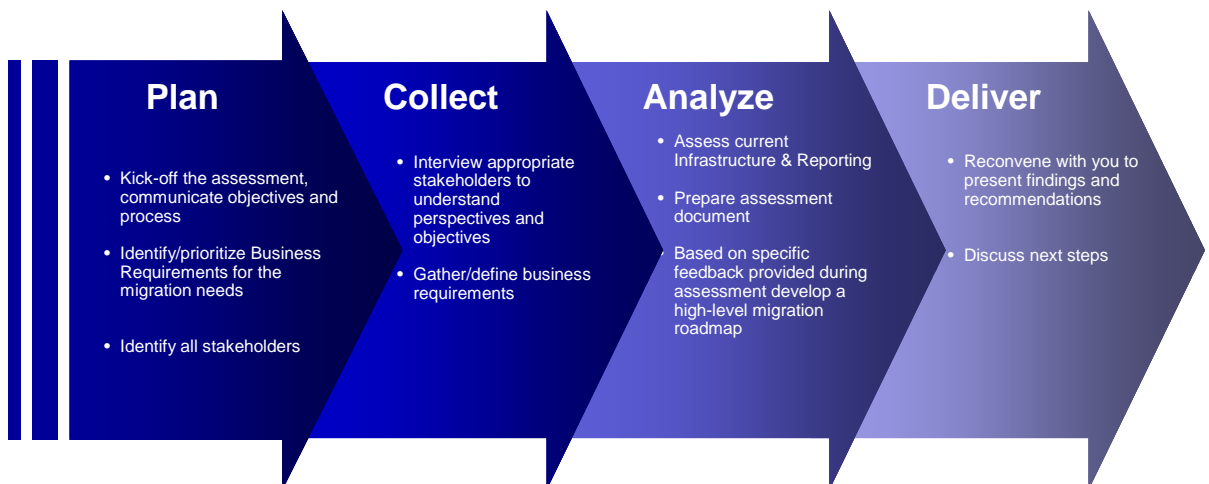 Plan
• Kick-off the assessment,
communicate objectives and
process
• Identify/prioritize Business
Requirements for the
migration needs
• Identify all stakeholders
Collect
• Interview appropriate
stakeholders to
understand
perspectives and
objectives
• Gather/define business
requirements
Analyze
• Assess current
Infrastructure & Reporting
• Prepare assessment
document
• Based on specific
feedback provided during
assessment develop a
high-level migration
roadmap
Deliver
• Reconvene with you to
present findings and
recommendations
• Discuss next steps